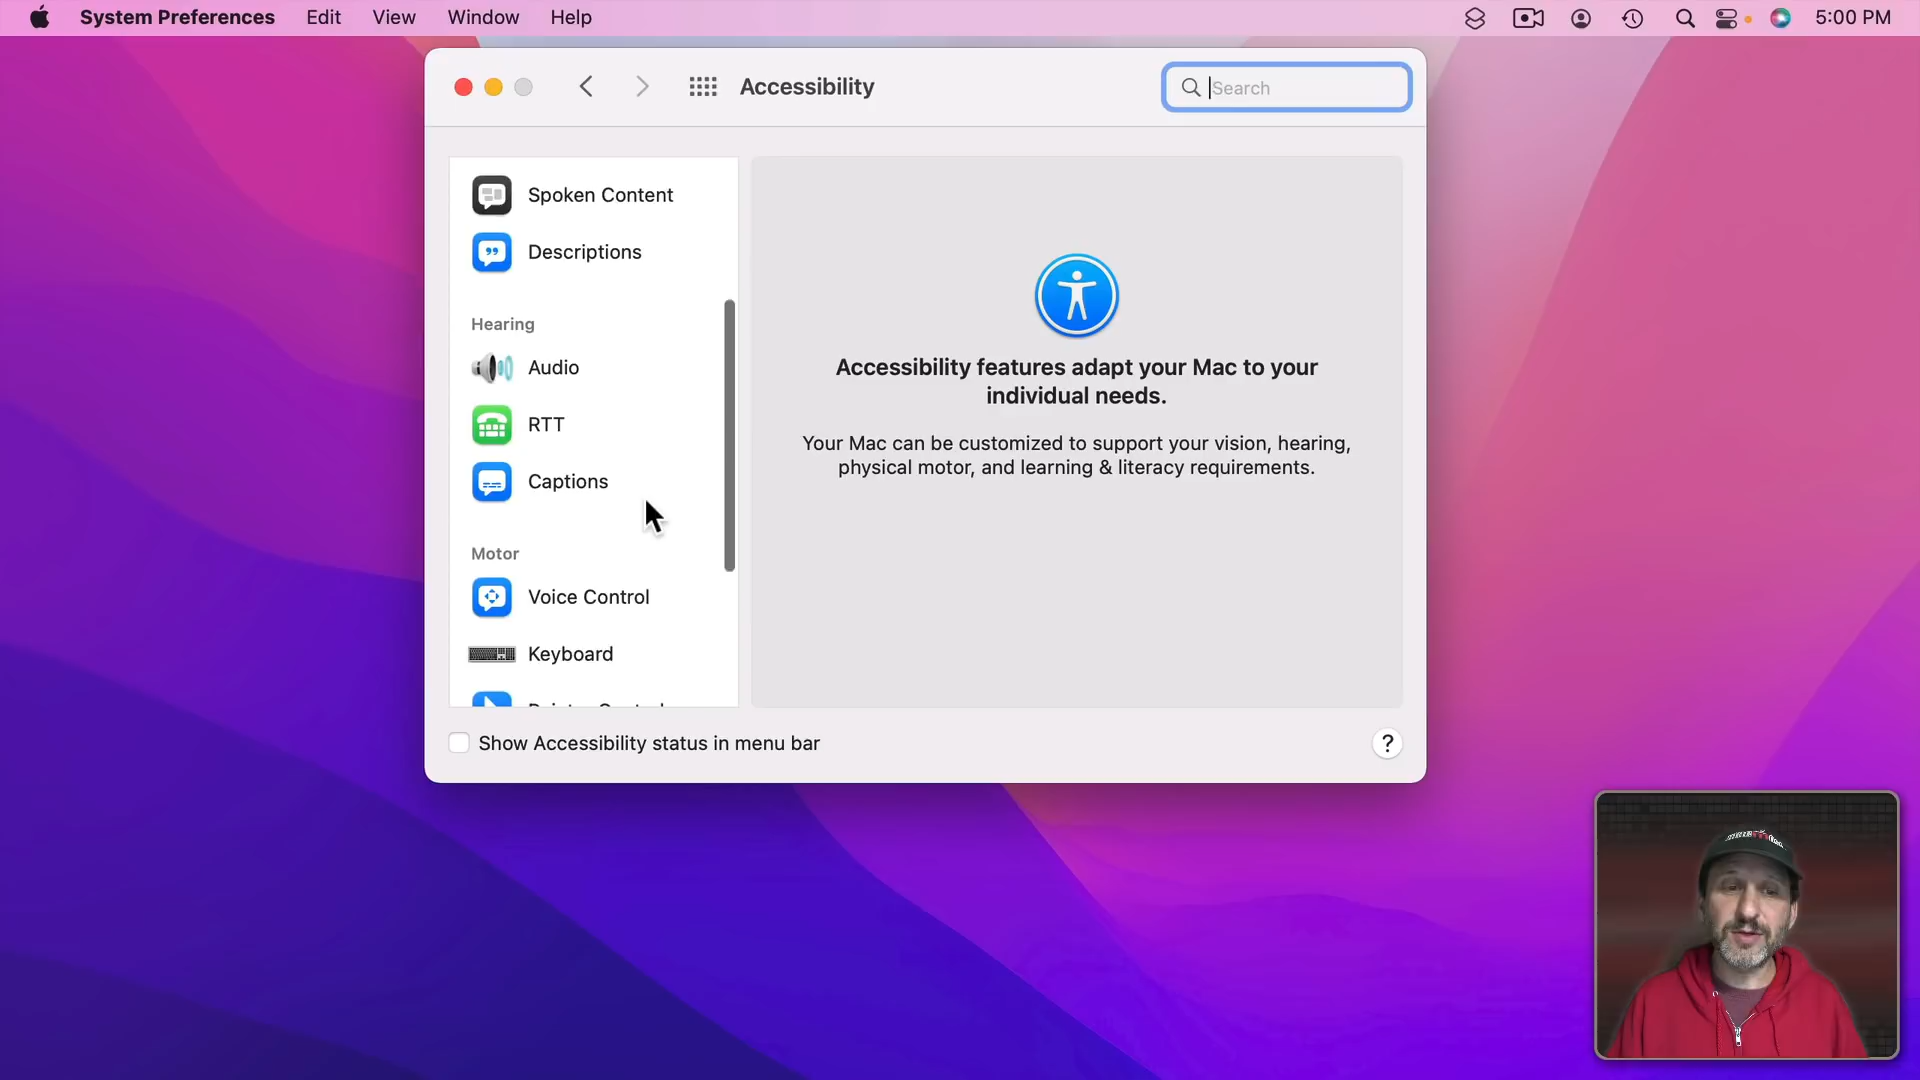 System Preferences Edit View Window Help 5:00 PM
Accessibility
Search
Spoken Content
Descriptions
Hearing
Audio
RTT
Captions
Motor
Voice Control
Keyboard
Accessibility features adapt your Mac to your
individual needs.
Your Mac can be customized to support your vision, hearing,
physical motor, and learning & literacy requirements.
Show Accessibility status in menu bar
?